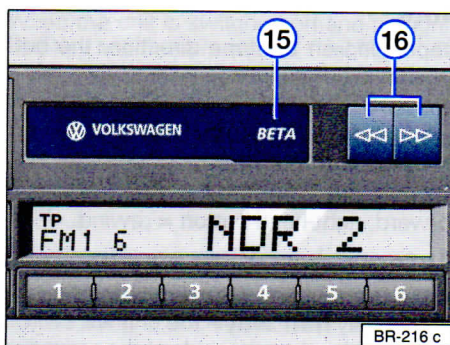 15 16
VOLKSWAGEN BETA
TP
FM1 6 NDR 2
1 2 3 4 5 6
BR-216 c